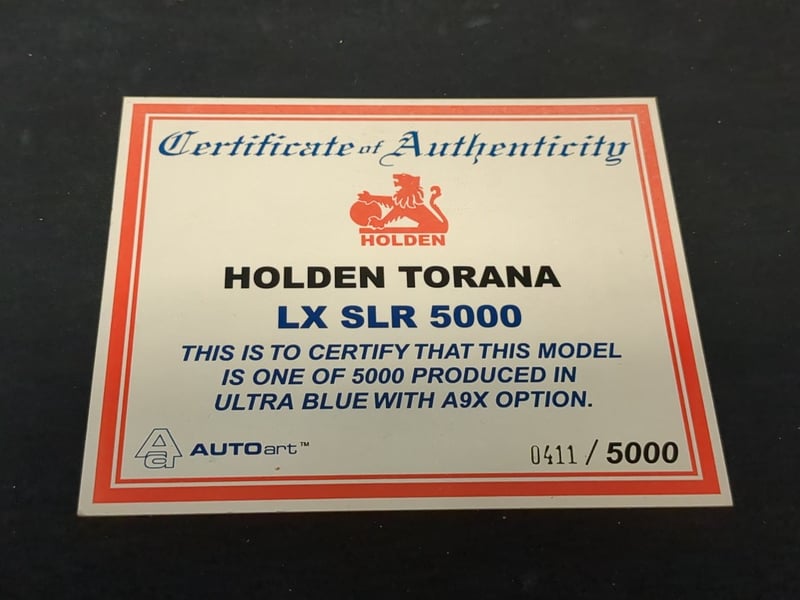 Certificate of Authenticity
HOLDEN
HOLDEN TORANA
LX SLR 5000
THIS IS TO CERTIFY THAT THIS MODEL
IS ONE OF 5000 PRODUCED IN
ULTRA BLUE WITH A9X OPTION.
AUTOart™
0411 / 5000